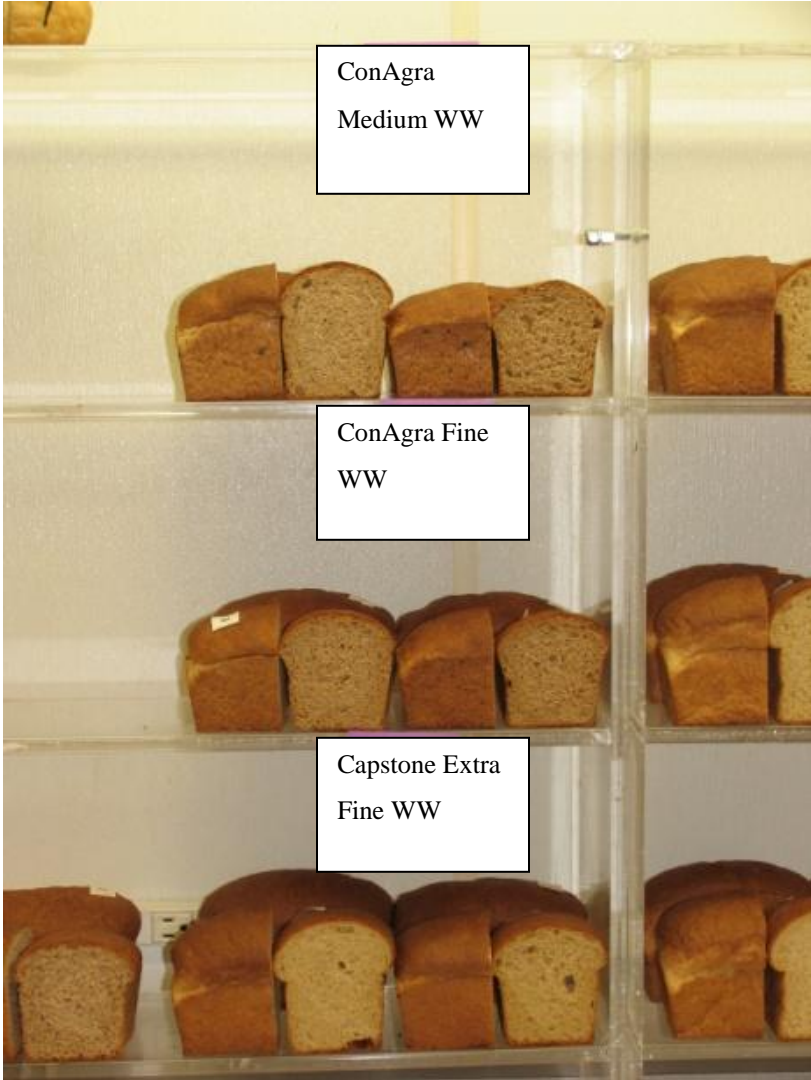 ConAgra
Medium WW
ConAgra Fine
WW
Capstone Extra
Fine WW